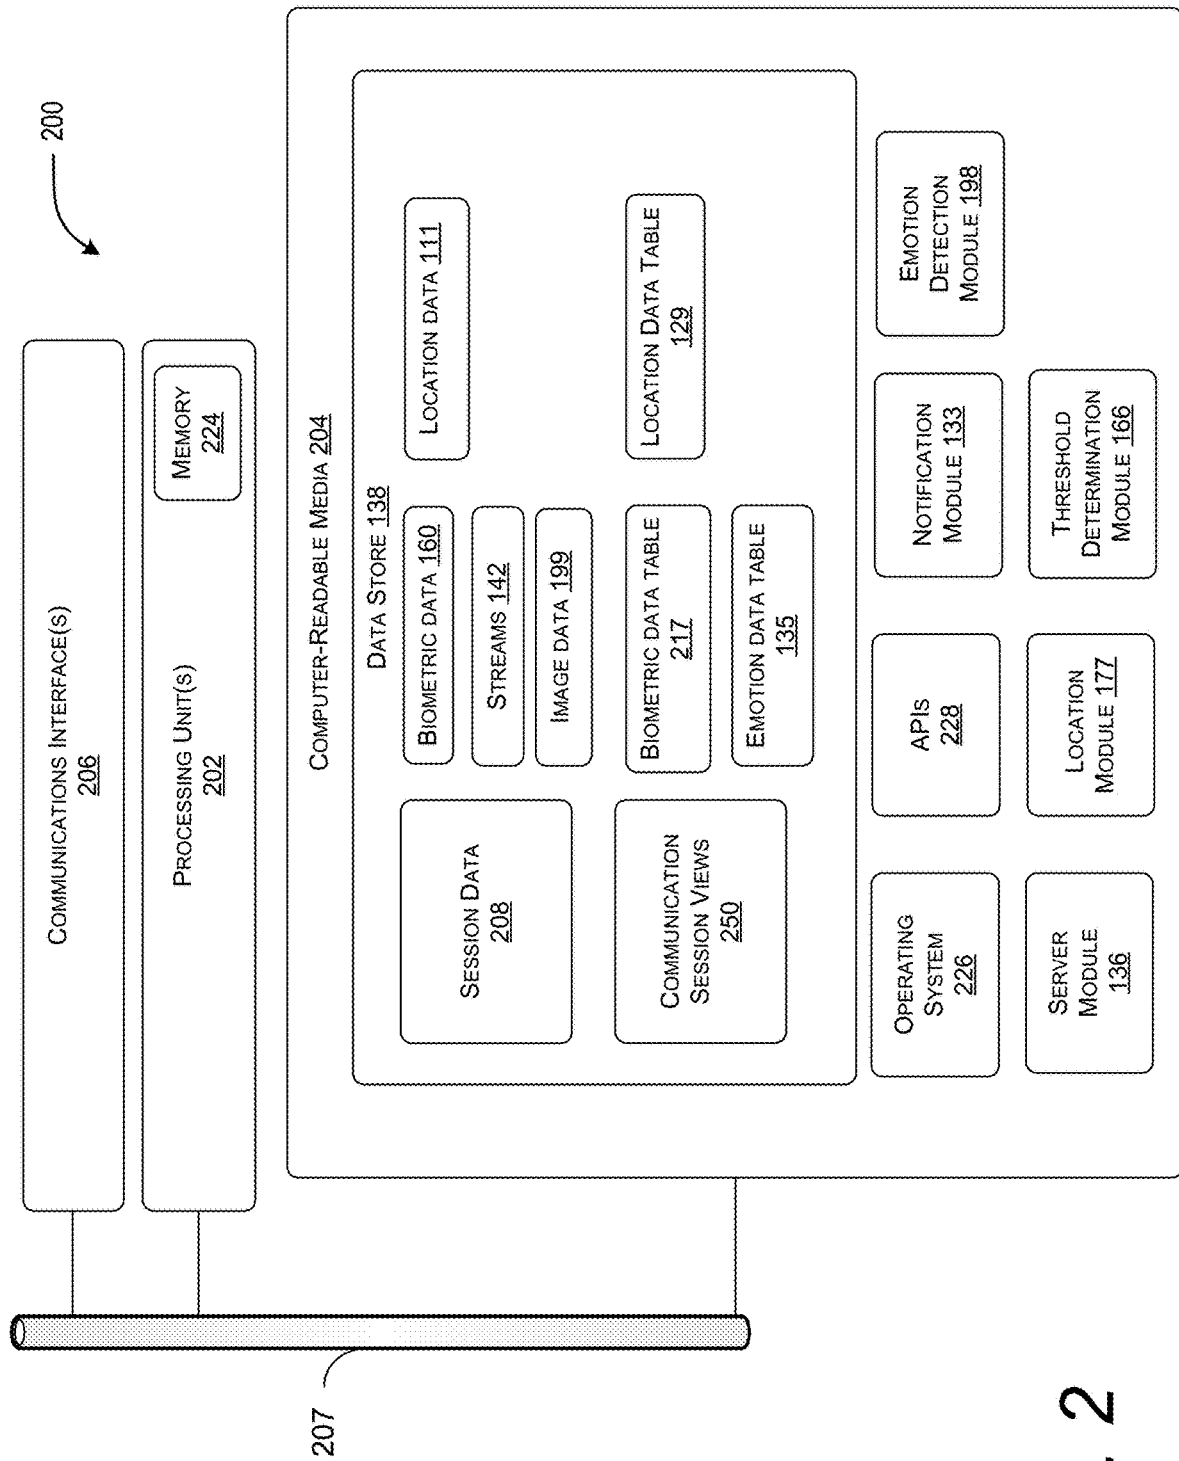 200
COMMUNICATIONS INTERFACE(S)
206
PROCESSING UNIT(S)
202
MEMORY
224
COMPUTER-READABLE MEDIA 204
DATA STORE 138
SESSION DATA
208
BIOMETRIC DATA 160
STREAMS 142
IMAGE DATA 199
LOCATION DATA 111
COMMUNICATION
SESSION VIEWS
250
BIOMETRIC DATA TABLE
217
EMOTION DATA TABLE
135
LOCATION DATA TABLE
129
OPERATING
SYSTEM
226
APIs
228
NOTIFICATION
MODULE 133
EMOTION
DETECTION
MODULE 198
SERVER
MODULE
136
LOCATION
MODULE 177
THRESHOLD
DETERMINATION
MODULE 166
207
2